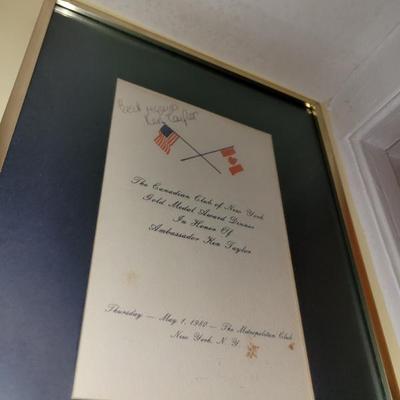 Best wishes
Ken Taylor
The Canadian Club of New York
Gold Medal Award Dinner
In Honor Of
Ambassador Ken Taylor
Thursday — May 1, 1980 — The Metropolitan Club
New York, N. Y.